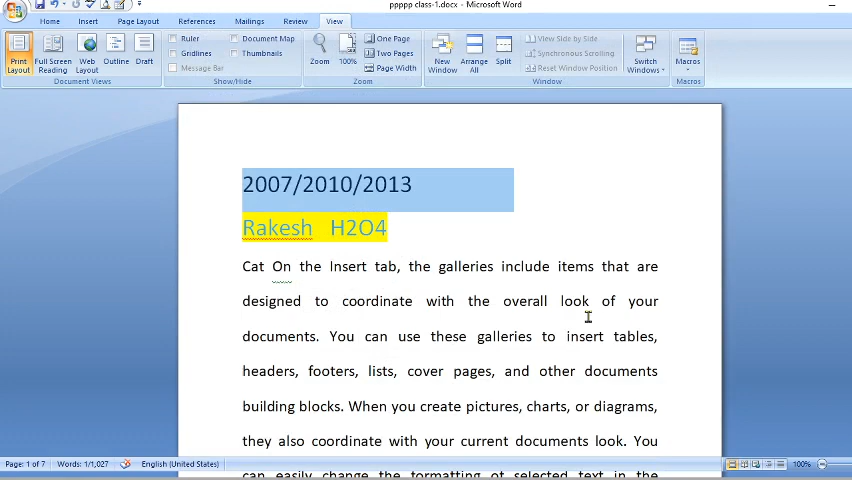 ppppp class-1.docx - Microsoft Word
Home Insert Page Layout References Mailings Review View
Ruler Document Map One Page View Side by Side
Gridlines Thumbnails Two Pages Synchronous Scrolling
Message Bar Page Width Reset Window Position
Print Layout Full Screen Reading Web Layout Outline Draft Zoom 100% New Window Arrange All Split Switch Windows Macros
Document Views Show/Hide Zoom Window Macros
2007/2010/2013
Rakesh H2O4
Cat On the Insert tab, the galleries include items that are
designed to coordinate with the overall look of your
documents. You can use these galleries to insert tables,
headers, footers, lists, cover pages, and other documents
building blocks. When you create pictures, charts, or diagrams,
they also coordinate with your current documents look. You
can easily change the formatting of selected text in the
Page: 1 of 7 Words: 1/1,027 English (United States) 100%